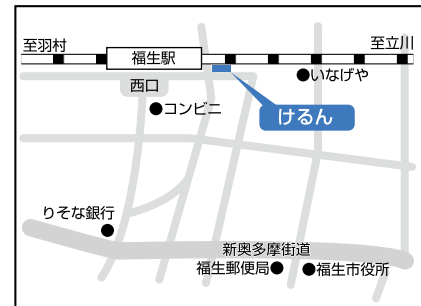 至羽村
福生駅
至立川
西口
いなげや
コンビニ
けるん
りそな銀行
新奥多摩街道
福生郵便局
福生市役所